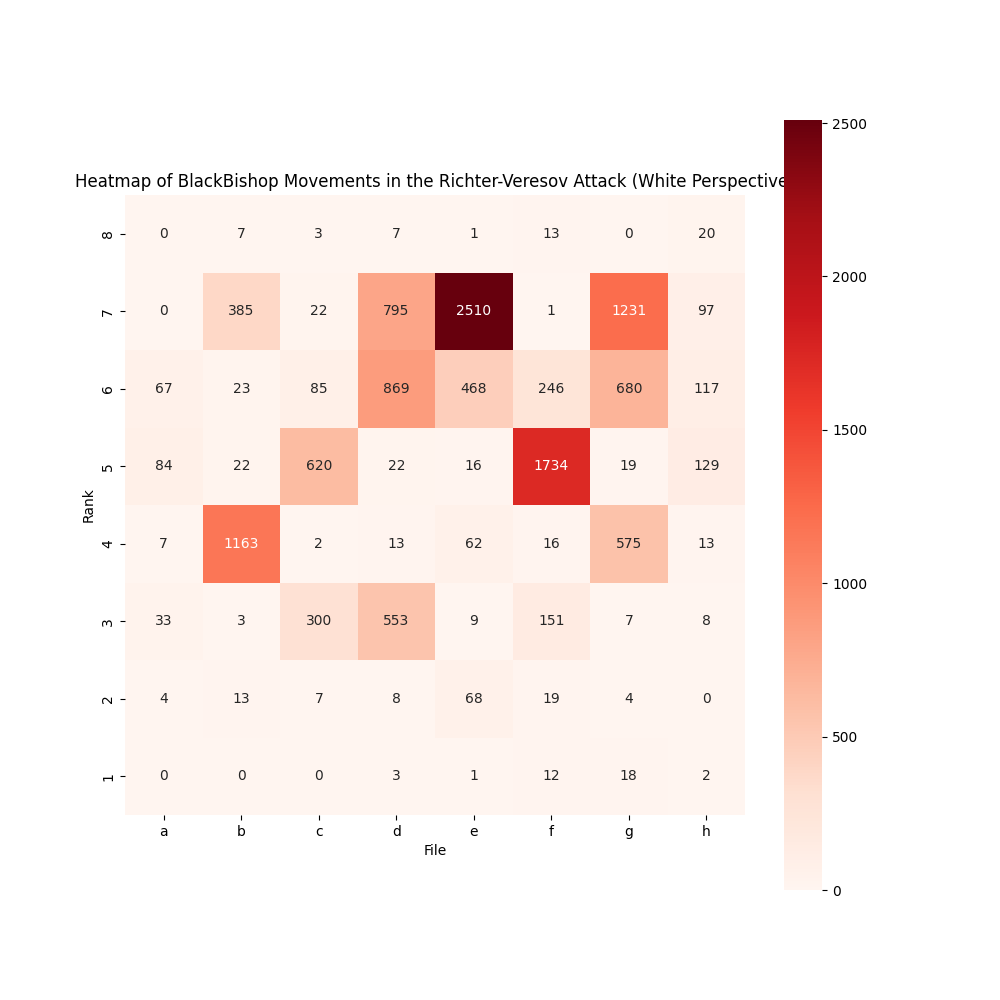 Heatmap of BlackBishop Movements in the Richter-Veresov Attack (White Perspective
8 0 7 3 7 1 13 0 20
7 0 385 22 795 2510 1 1231 97
6 67 23 85 869 468 246 680 117
5 84 22 620 22 16 1734 19 129
4 7 1163 2 13 62 16 575 13
3 33 3 300 553 9 151 7 8
2 4 13 7 8 68 19 4 0
1 0 0 0 3 1 12 18 2
a b c d e f g h
File
Rank
2500
2000
1500
1000
500
0